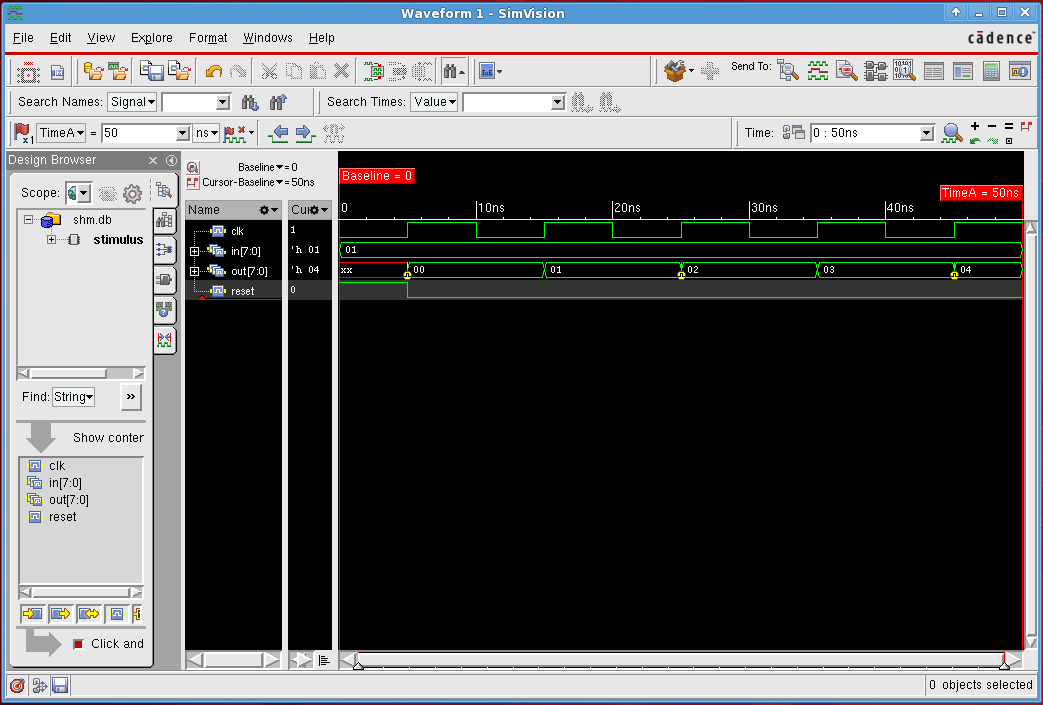 Waveform 1 - SimVision
File Edit View Explore Format Windows Help
cādence™
Send To:
Search Names: Signal
Search Times: Value
x1 TimeA = 50 ns
Time: 0 : 50ns
Design Browser
Scope:
shm.db
stimulus
Find: String »
Show conter
clk
in[7:0]
out[7:0]
reset
Click and
Baseline = 0
Cursor-Baseline = 50ns
Name
Cur
clk 1
in[7:0] 'h 01
out[7:0] 'h 04
reset 0
Baseline = 0
TimeA = 50ns
0 10ns 20ns 30ns 40ns
01
xx 00 01 02 03 04
0 objects selected